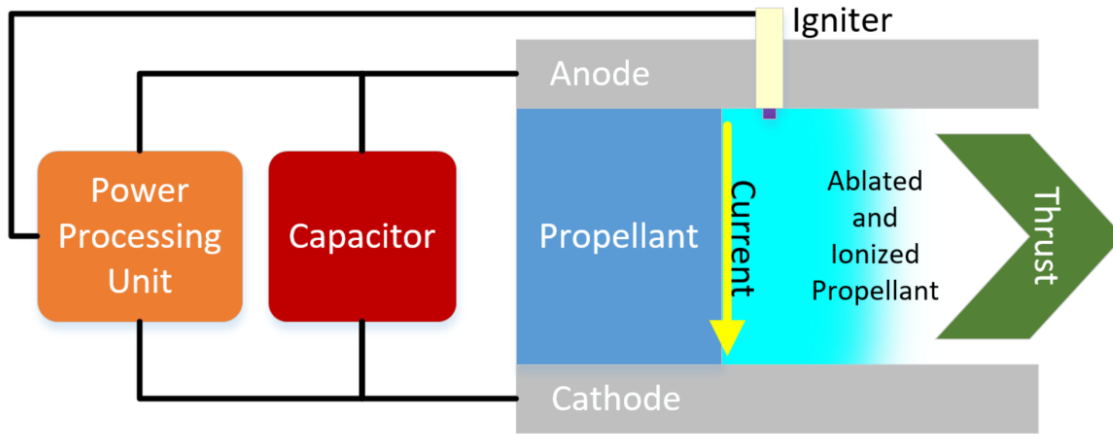 Igniter
Anode
Power
Processing
Unit
Capacitor
Propellant
Current
Ablated
and
Ionized
Propellant
Thrust
Cathode